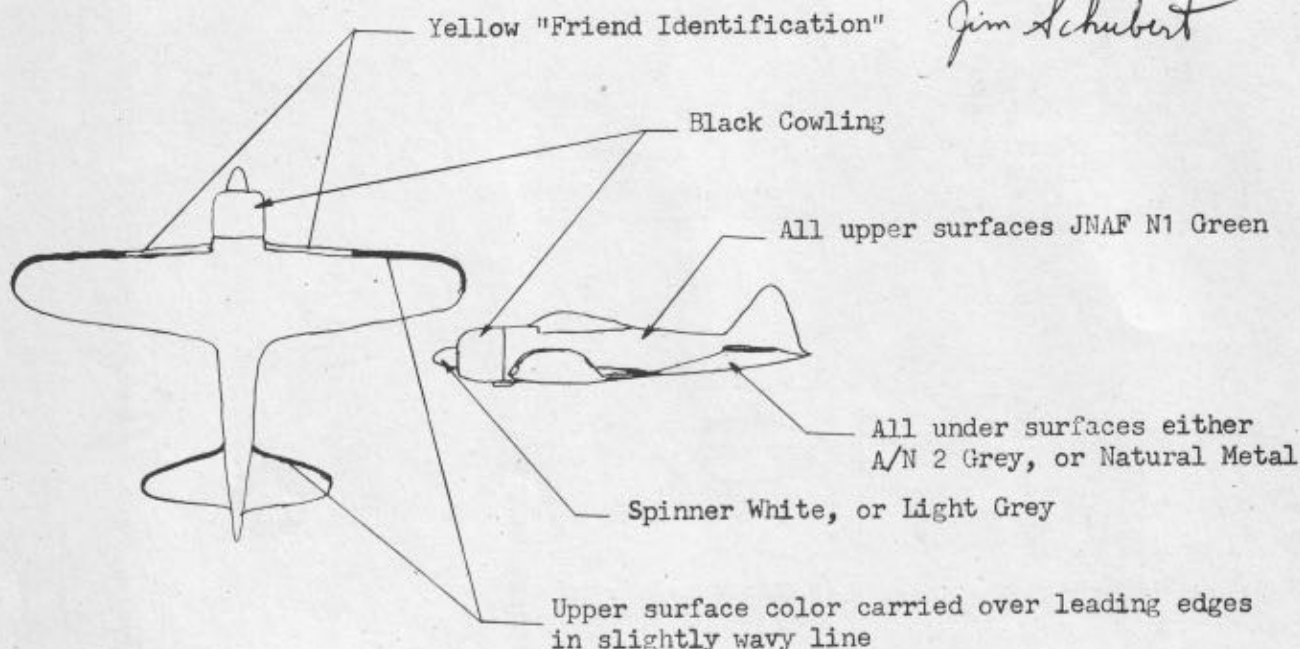 Yellow "Friend Identification"
Jim Schubert
Black Cowling
All upper surfaces JNAF N1 Green
All under surfaces either
A/N 2 Grey, or Natural Metal
Spinner White, or Light Grey
Upper surface color carried over leading edges
in slightly wavy line